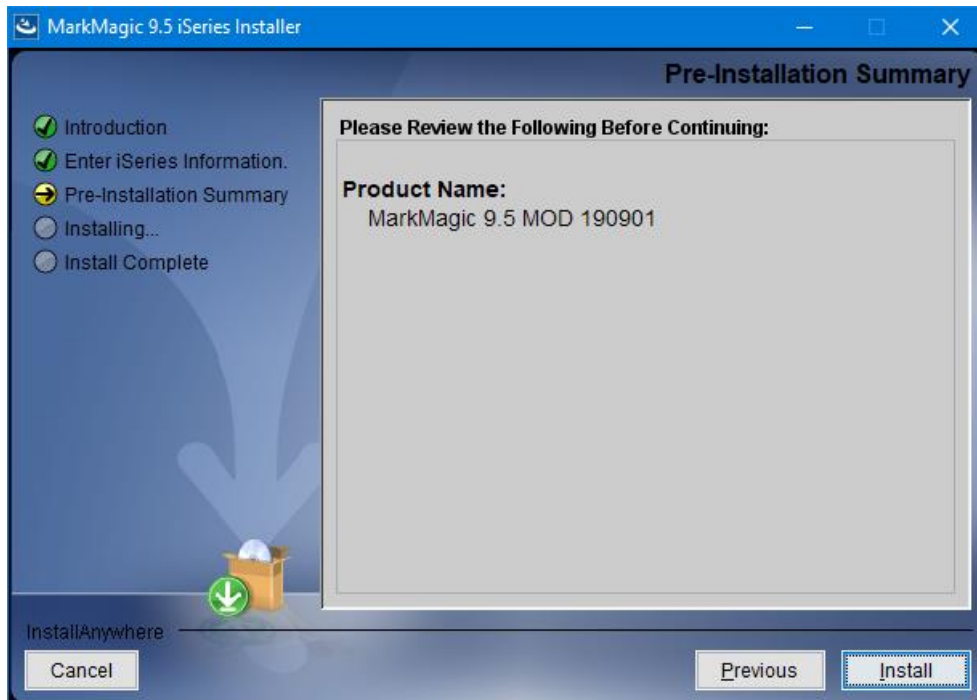 MarkMagic 9.5 iSeries Installer
Pre-Installation Summary
Introduction
Enter iSeries Information.
Pre-Installation Summary
Installing...
Install Complete
Please Review the Following Before Continuing:
Product Name:
MarkMagic 9.5 MOD 190901
InstallAnywhere
Cancel
Previous
Install